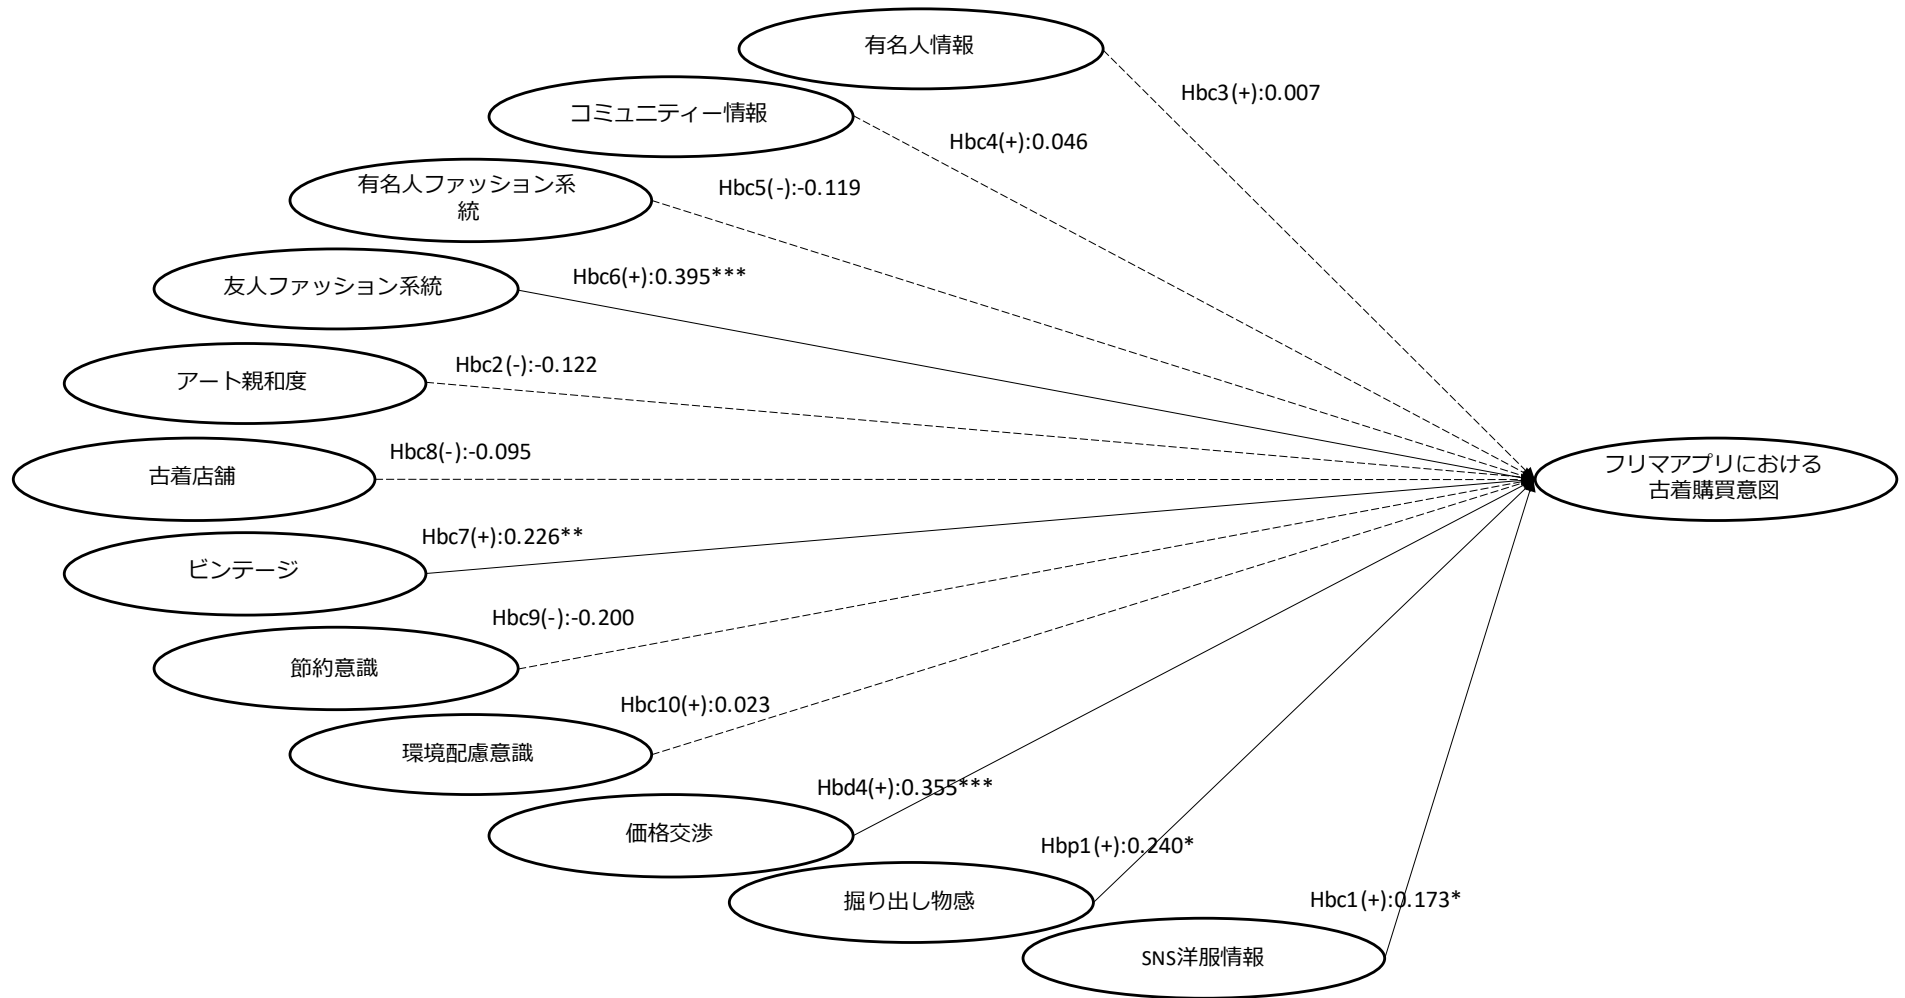 有名人情報
Hbc3(+):0.007
コミュニティー情報
Hbc4(+):0.046
有名人ファッション系
統
Hbc5(-):-0.119
友人ファッション系統
Hbc6(+):0.395***
アート親和度
Hbc2(-):-0.122
古着店舗
Hbc8(-):-0.095
フリマアプリにおける
古着購買意図
ビンテージ
Hbc7(+):0.226**
節約意識
Hbc9(-):-0.200
環境配慮意識
Hbc10(+):0.023
価格交渉
Hbd4(+):0.355***
掘り出し物感
Hbp1(+):0.240*
SNS洋服情報
Hbc1(+):0.173*